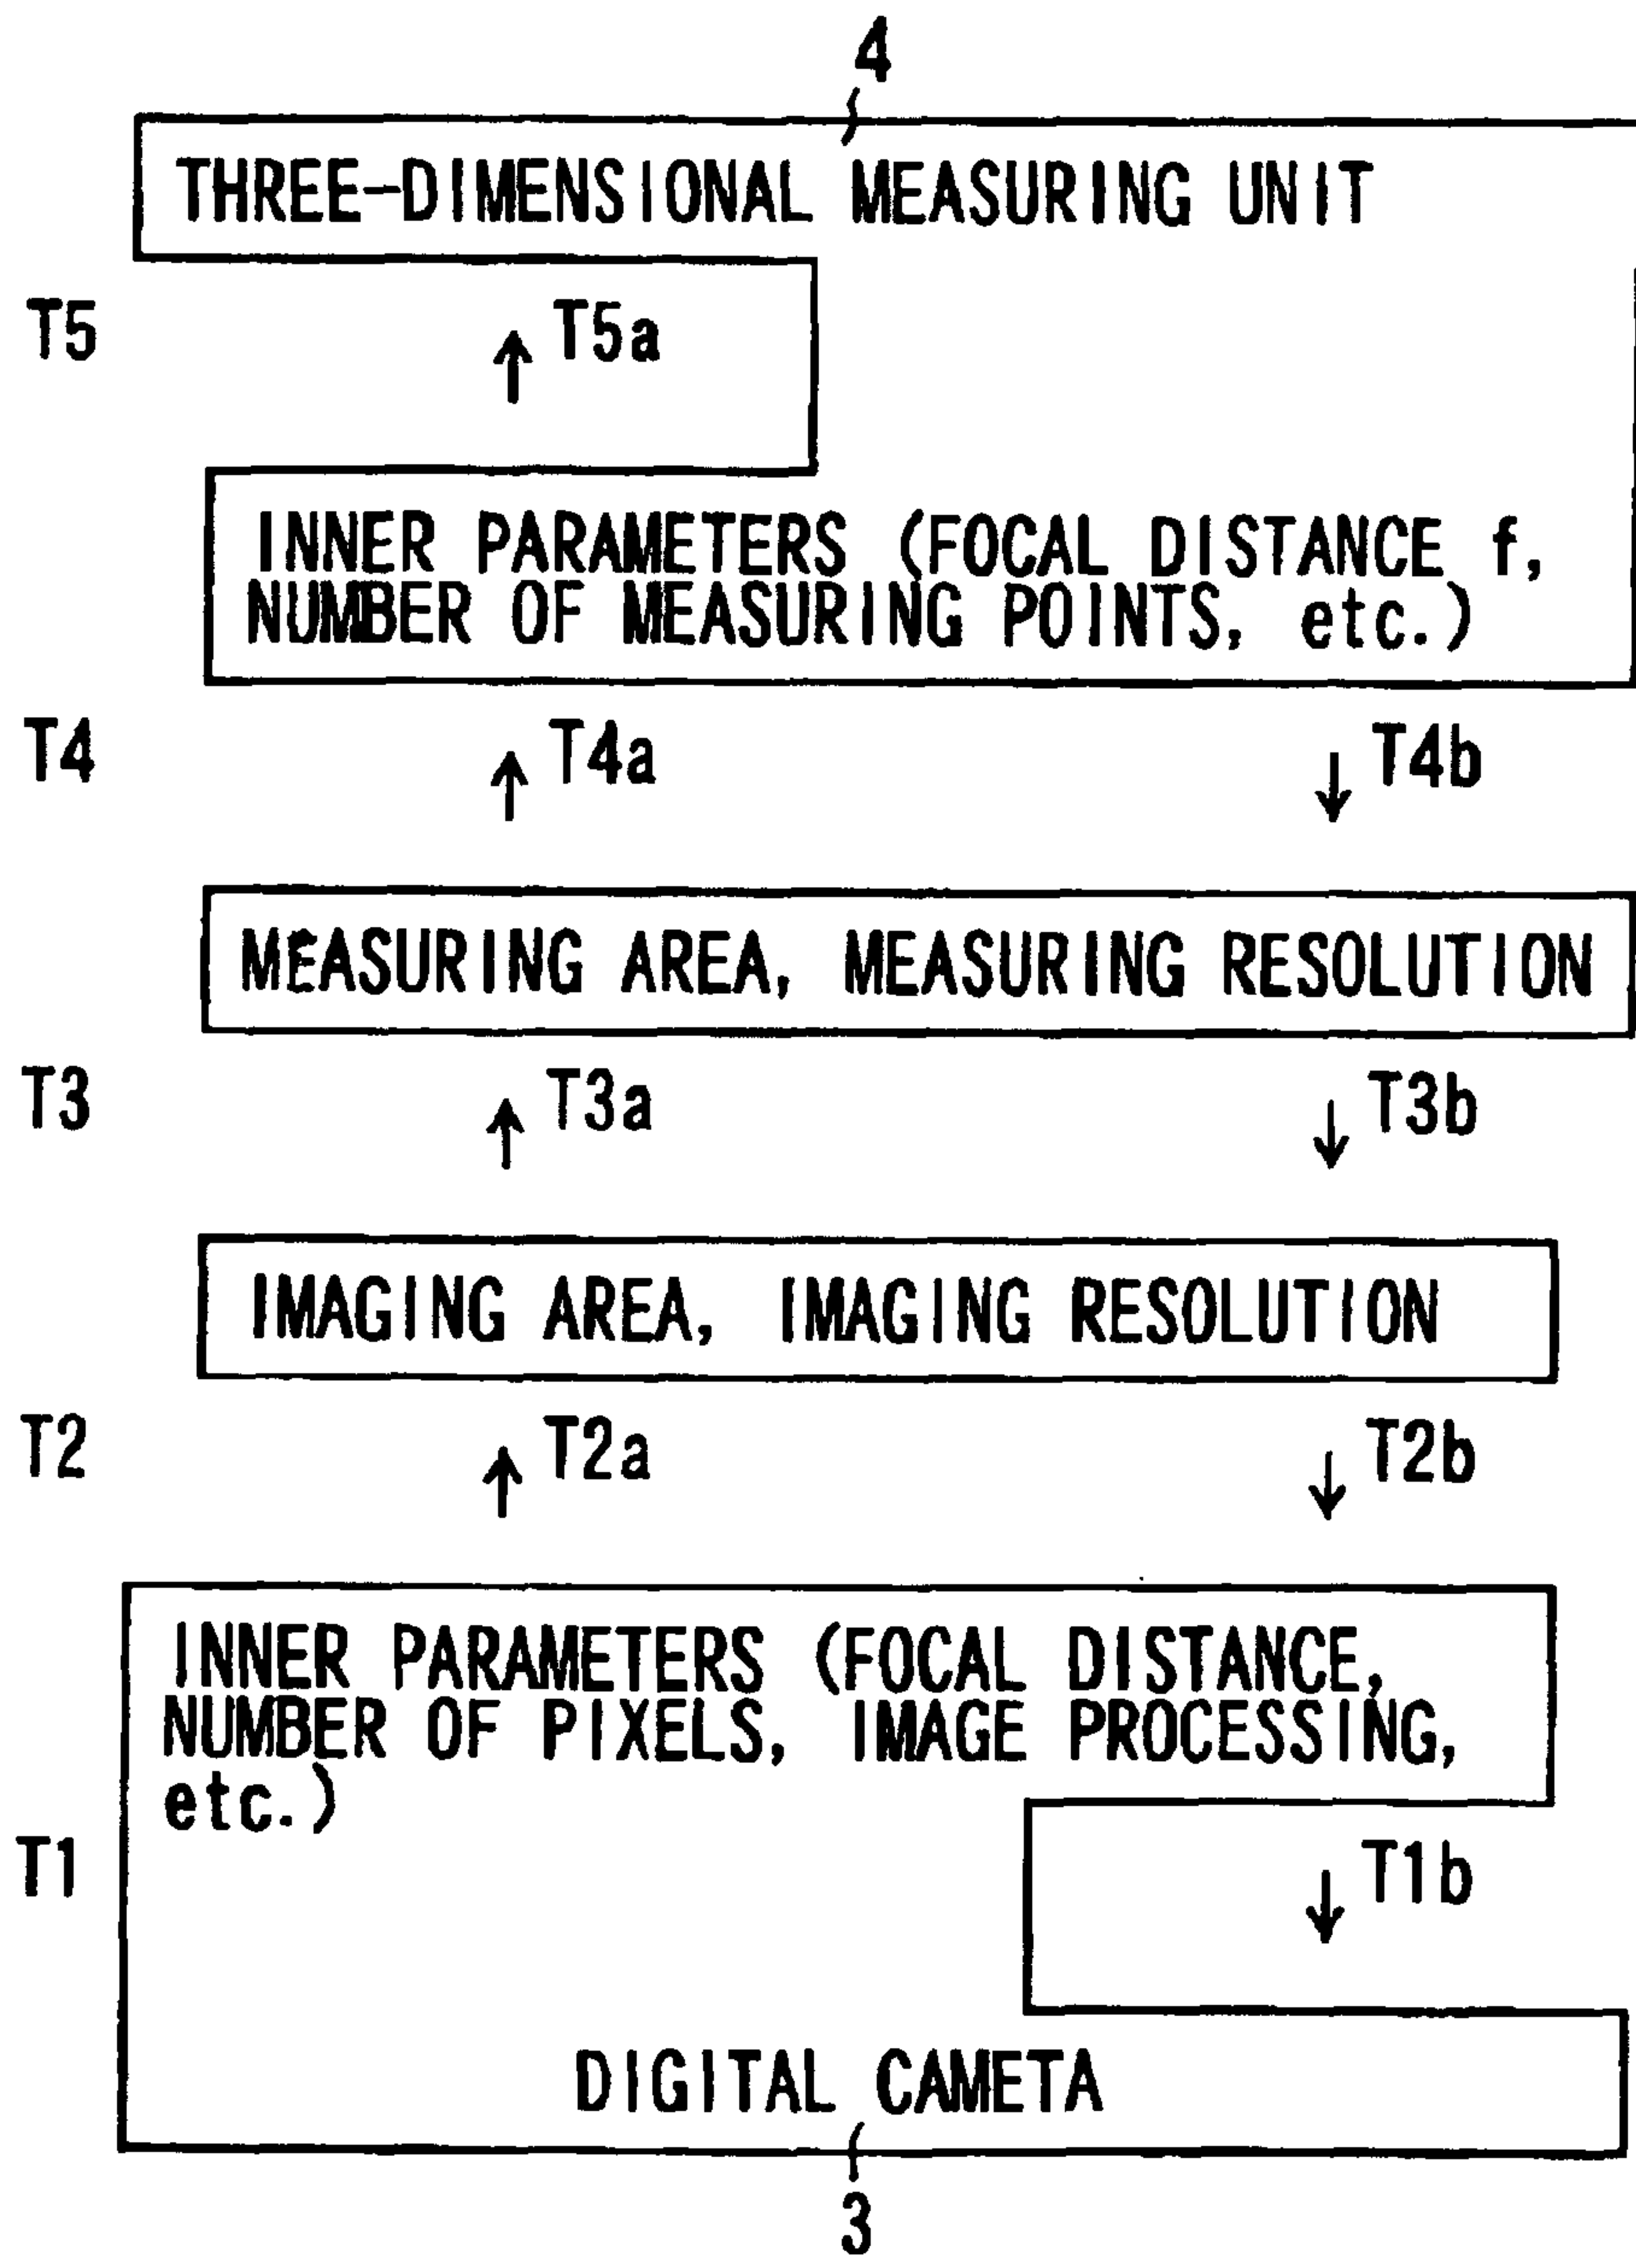 4
THREE-DIMENSIONAL MEASURING UNIT
T5
T5a
INNER PARAMETERS (FOCAL DISTANCE f,
NUMBER OF MEASURING POINTS, etc.)
T4
T4a
T4b
MEASURING AREA, MEASURING RESOLUTION
T3
T3a
T3b
IMAGING AREA, IMAGING RESOLUTION
T2
T2a
T2b
INNER PARAMETERS (FOCAL DISTANCE,
NUMBER OF PIXELS, IMAGE PROCESSING,
etc.)
T1
T1b
DIGITAL CAMETA
3